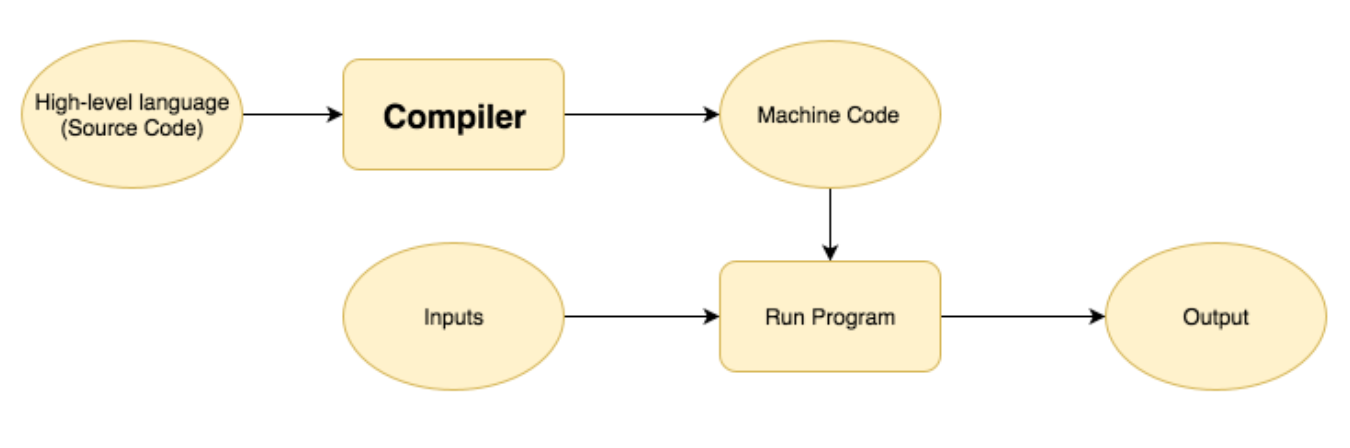 High-level language
(Source Code)
Compiler
Machine Code
Inputs
Run Program
Output